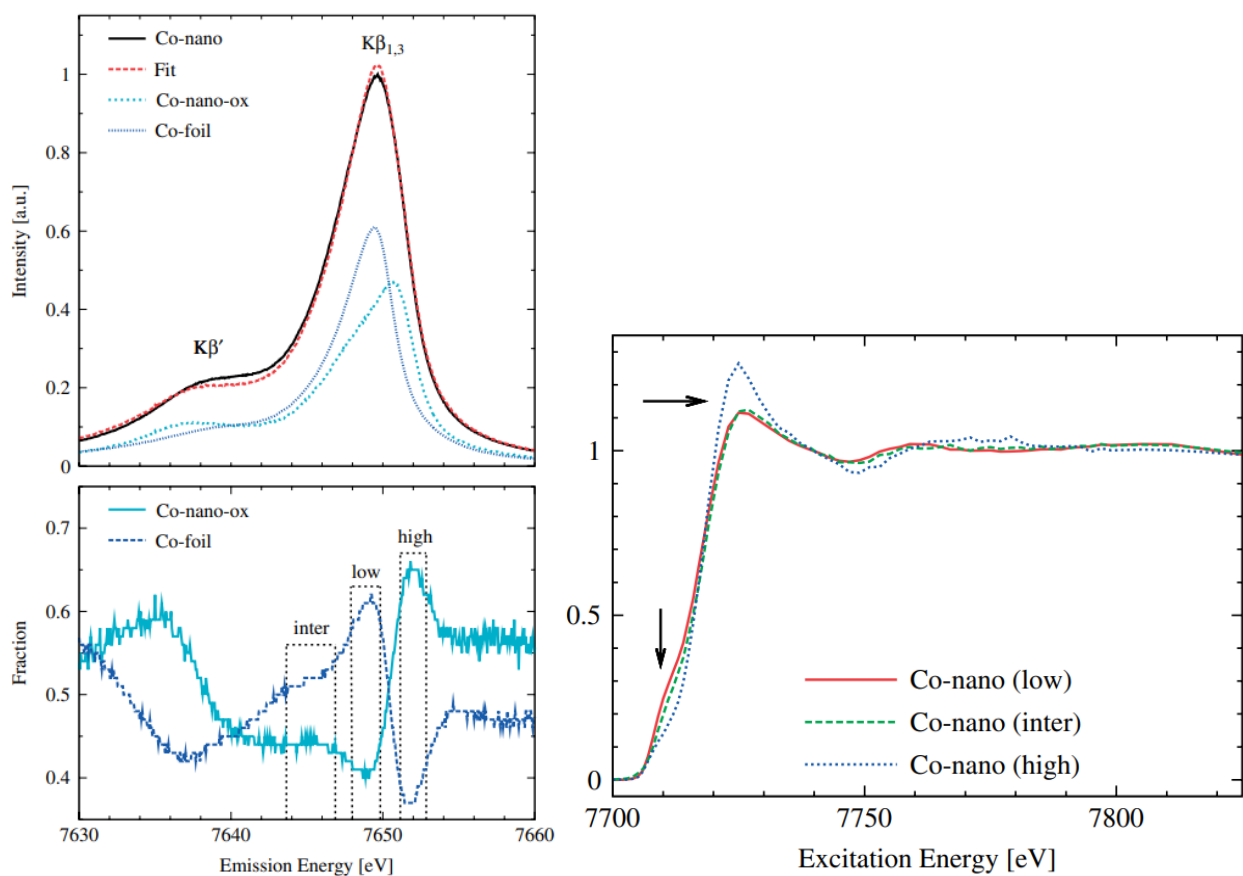 Co-nano
Fit
Co-nano-ox
Co-foil
Kβ1,3
Kβ′
1
0.8
0.6
0.4
0.2
0
Intensity [a.u.]
Co-nano-ox
Co-foil
high
low
inter
0.7
0.6
0.5
0.4
Fraction
7630 7640 7650 7660
Emission Energy [eV]
1
0.5
0
Co-nano (low)
Co-nano (inter)
Co-nano (high)
7700 7750 7800
Excitation Energy [eV]